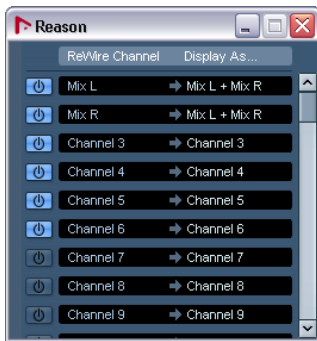 Reason
ReWire Channel Display As...
Mix L Mix L + Mix R
Mix R Mix L + Mix R
Channel 3 Channel 3
Channel 4 Channel 4
Channel 5 Channel 5
Channel 6 Channel 6
Channel 7 Channel 7
Channel 8 Channel 8
Channel 9 Channel 9